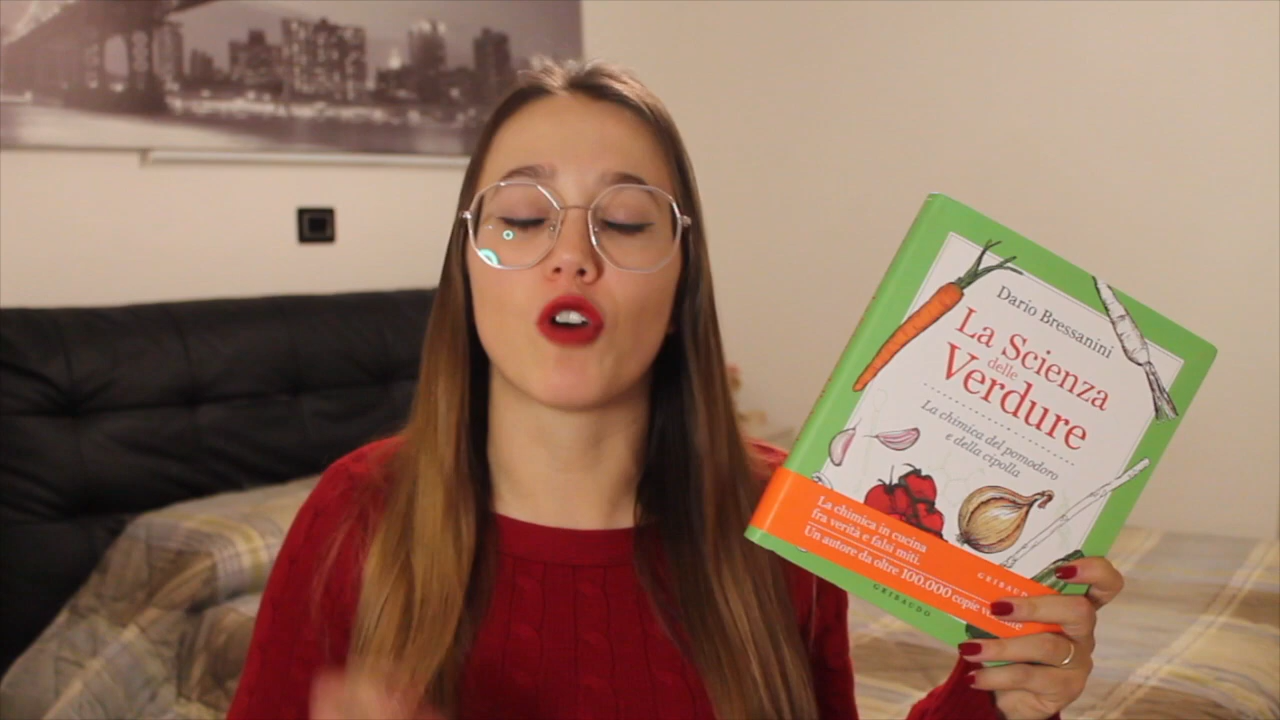 Dario Bressanini
La Scienza
delle
Verdure
La chimica del pomodoro
e della cipolla
La chimica in cucina
fra verità e falsi miti.
Un autore da oltre 100.000 copie
GRIBAUDO